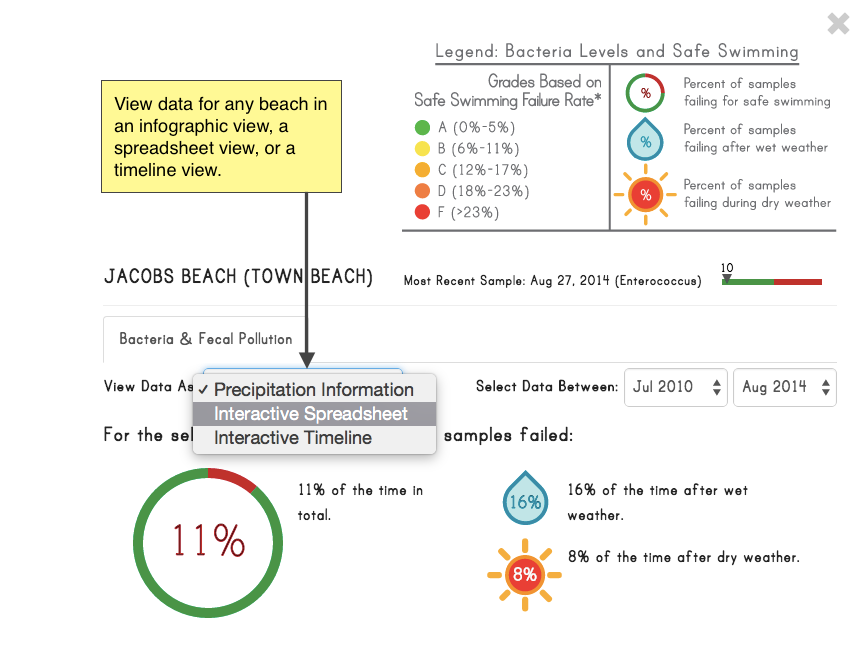 Legend: Bacteria Levels and Safe Swimming
Grades Based on
Safe Swimming Failure Rate*
A (0%-5%)
B (6%-11%)
C (12%-17%)
D (18%-23%)
F (>23%)
%
Percent of samples
failing for safe swimming
%
Percent of samples
failing after wet weather
%
Percent of samples
failing during dry weather
View data for any beach in
an infographic view, a
spreadsheet view, or a
timeline view.
JACOBS BEACH (TOWN BEACH)
Most Recent Sample: Aug 27, 2014 (Enterococcus)
10
Bacteria & Fecal Pollution
View Data As
✓ Precipitation Information
Interactive Spreadsheet
Interactive Timeline
Select Data Between:
Jul 2010
Aug 2014
For the sel
samples failed:
11%
11% of the time in
total.
16%
16% of the time after wet
weather.
8%
8% of the time after dry weather.